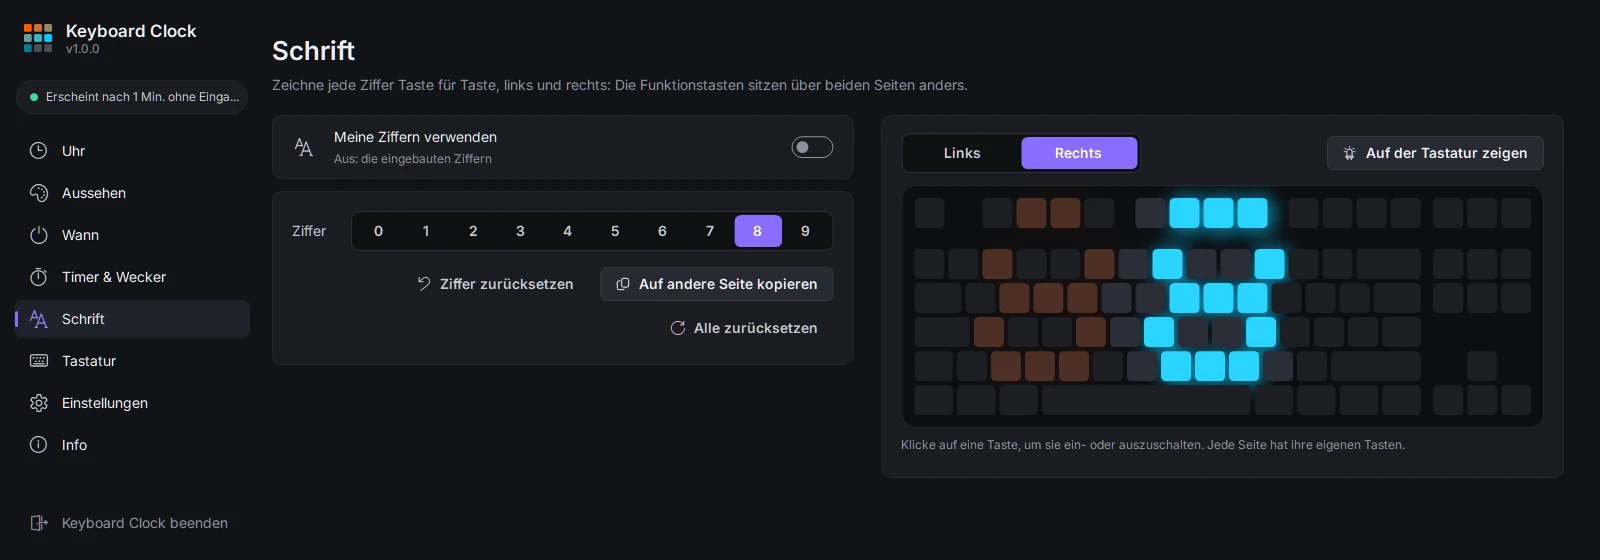 Keyboard Clock
v1.0.0
Erscheint nach 1 Min. ohne Einga...
Uhr
Aussehen
Wann
Timer & Wecker
Schrift
Tastatur
Einstellungen
Info
Keyboard Clock beenden
Schrift
Zeichne jede Ziffer Taste für Taste, links und rechts: Die Funktionstasten sitzen über beiden Seiten anders.
Meine Ziffern verwenden
Aus: die eingebauten Ziffern
Ziffer 0 1 2 3 4 5 6 7 8 9
Ziffer zurücksetzen Auf andere Seite kopieren
Alle zurücksetzen
Links Rechts Auf der Tastatur zeigen
Klicke auf eine Taste, um sie ein- oder auszuschalten. Jede Seite hat ihre eigenen Tasten.